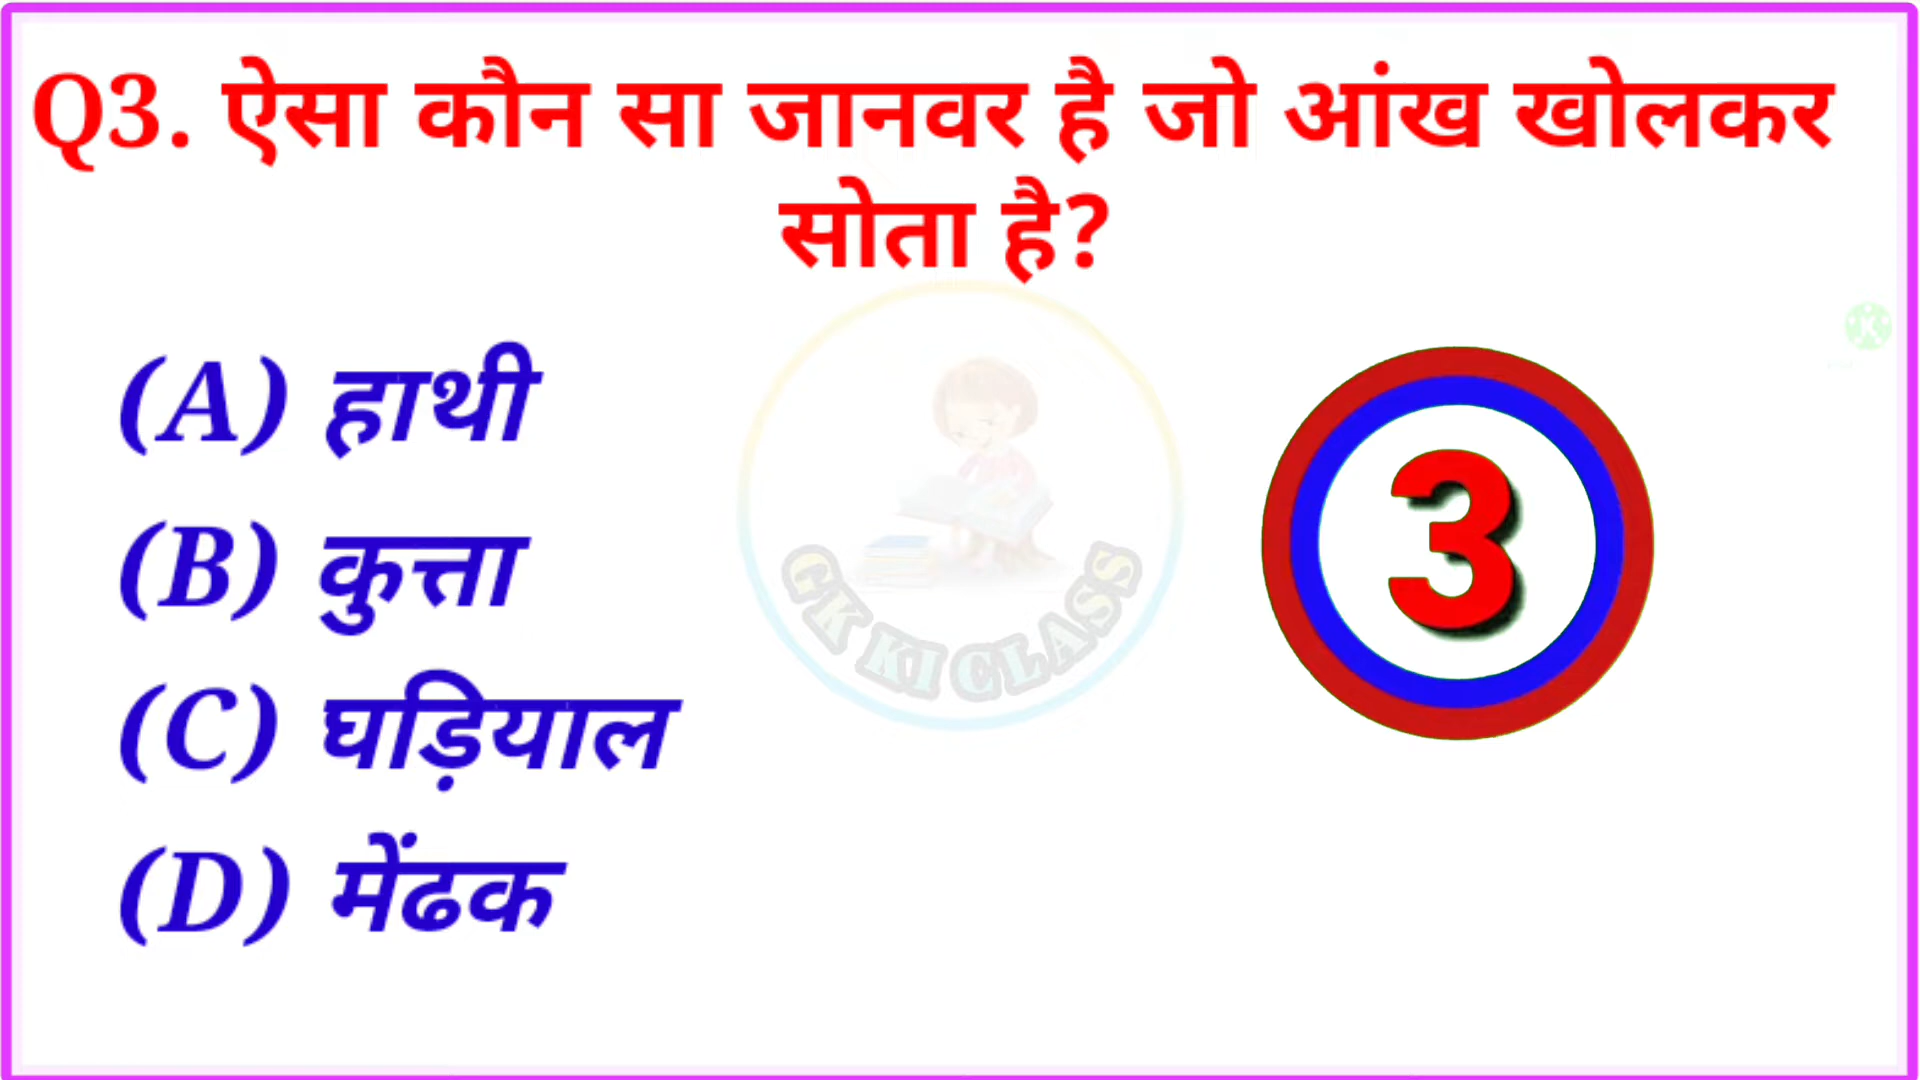 Q3. ऐसा कौन सा जानवर है जो आंख खोलकर
सोता है?
(A) हाथी
(B) कुत्ता
(C) घड़ियाल
(D) मेंढक
3
GK KI CLASS
K